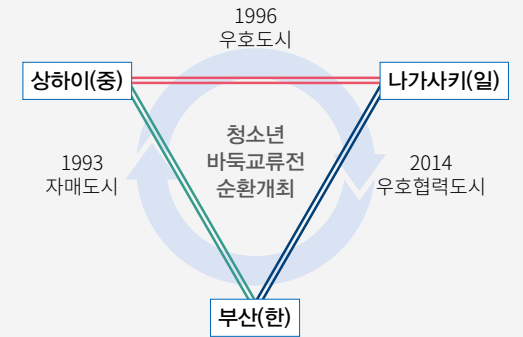 1996
우호도시
상하이(중)
나가사키(일)
청소년
바둑교류전
순환개최
1993
자매도시
2014
우호협력도시
부산(한)